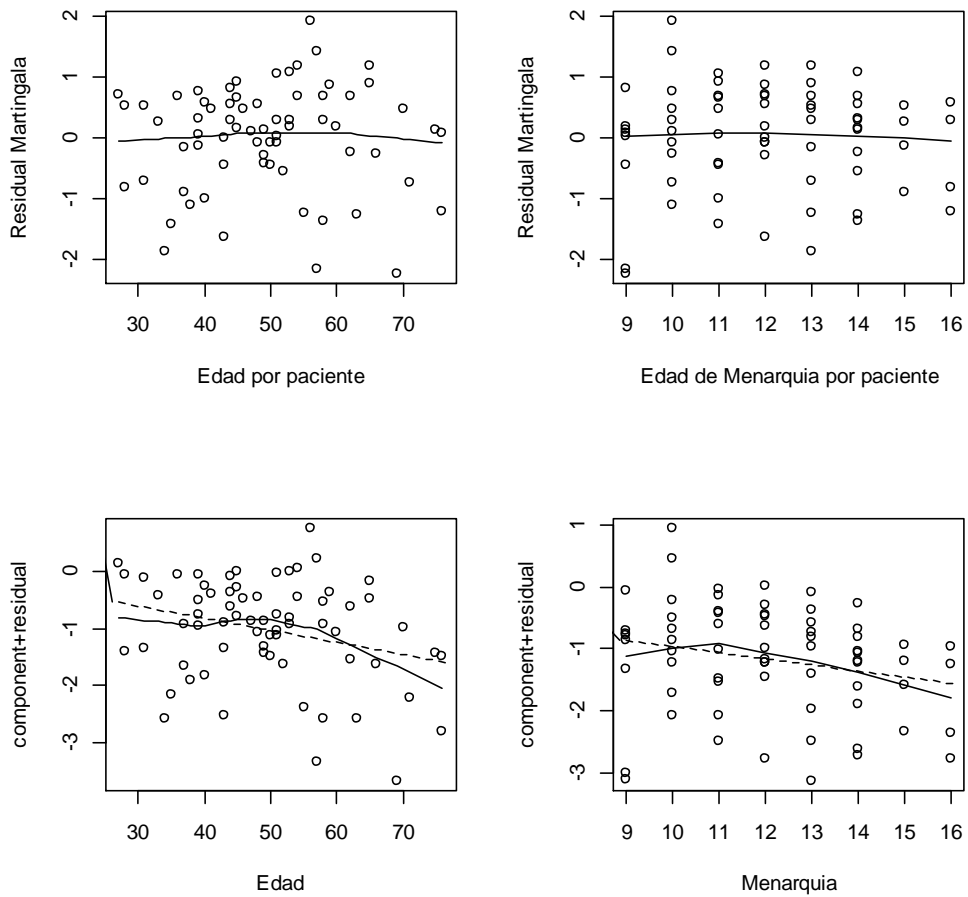 Residual Martingala
2
1
0
-1
-2
30 40 50 60 70
Edad por paciente
Residual Martingala
2
1
0
-1
-2
9 10 11 12 13 14 15 16
Edad de Menarquia por paciente
component+residual
0
-1
-2
-3
30 40 50 60 70
Edad
component+residual
1
0
-1
-2
-3
9 10 11 12 13 14 15 16
Menarquia